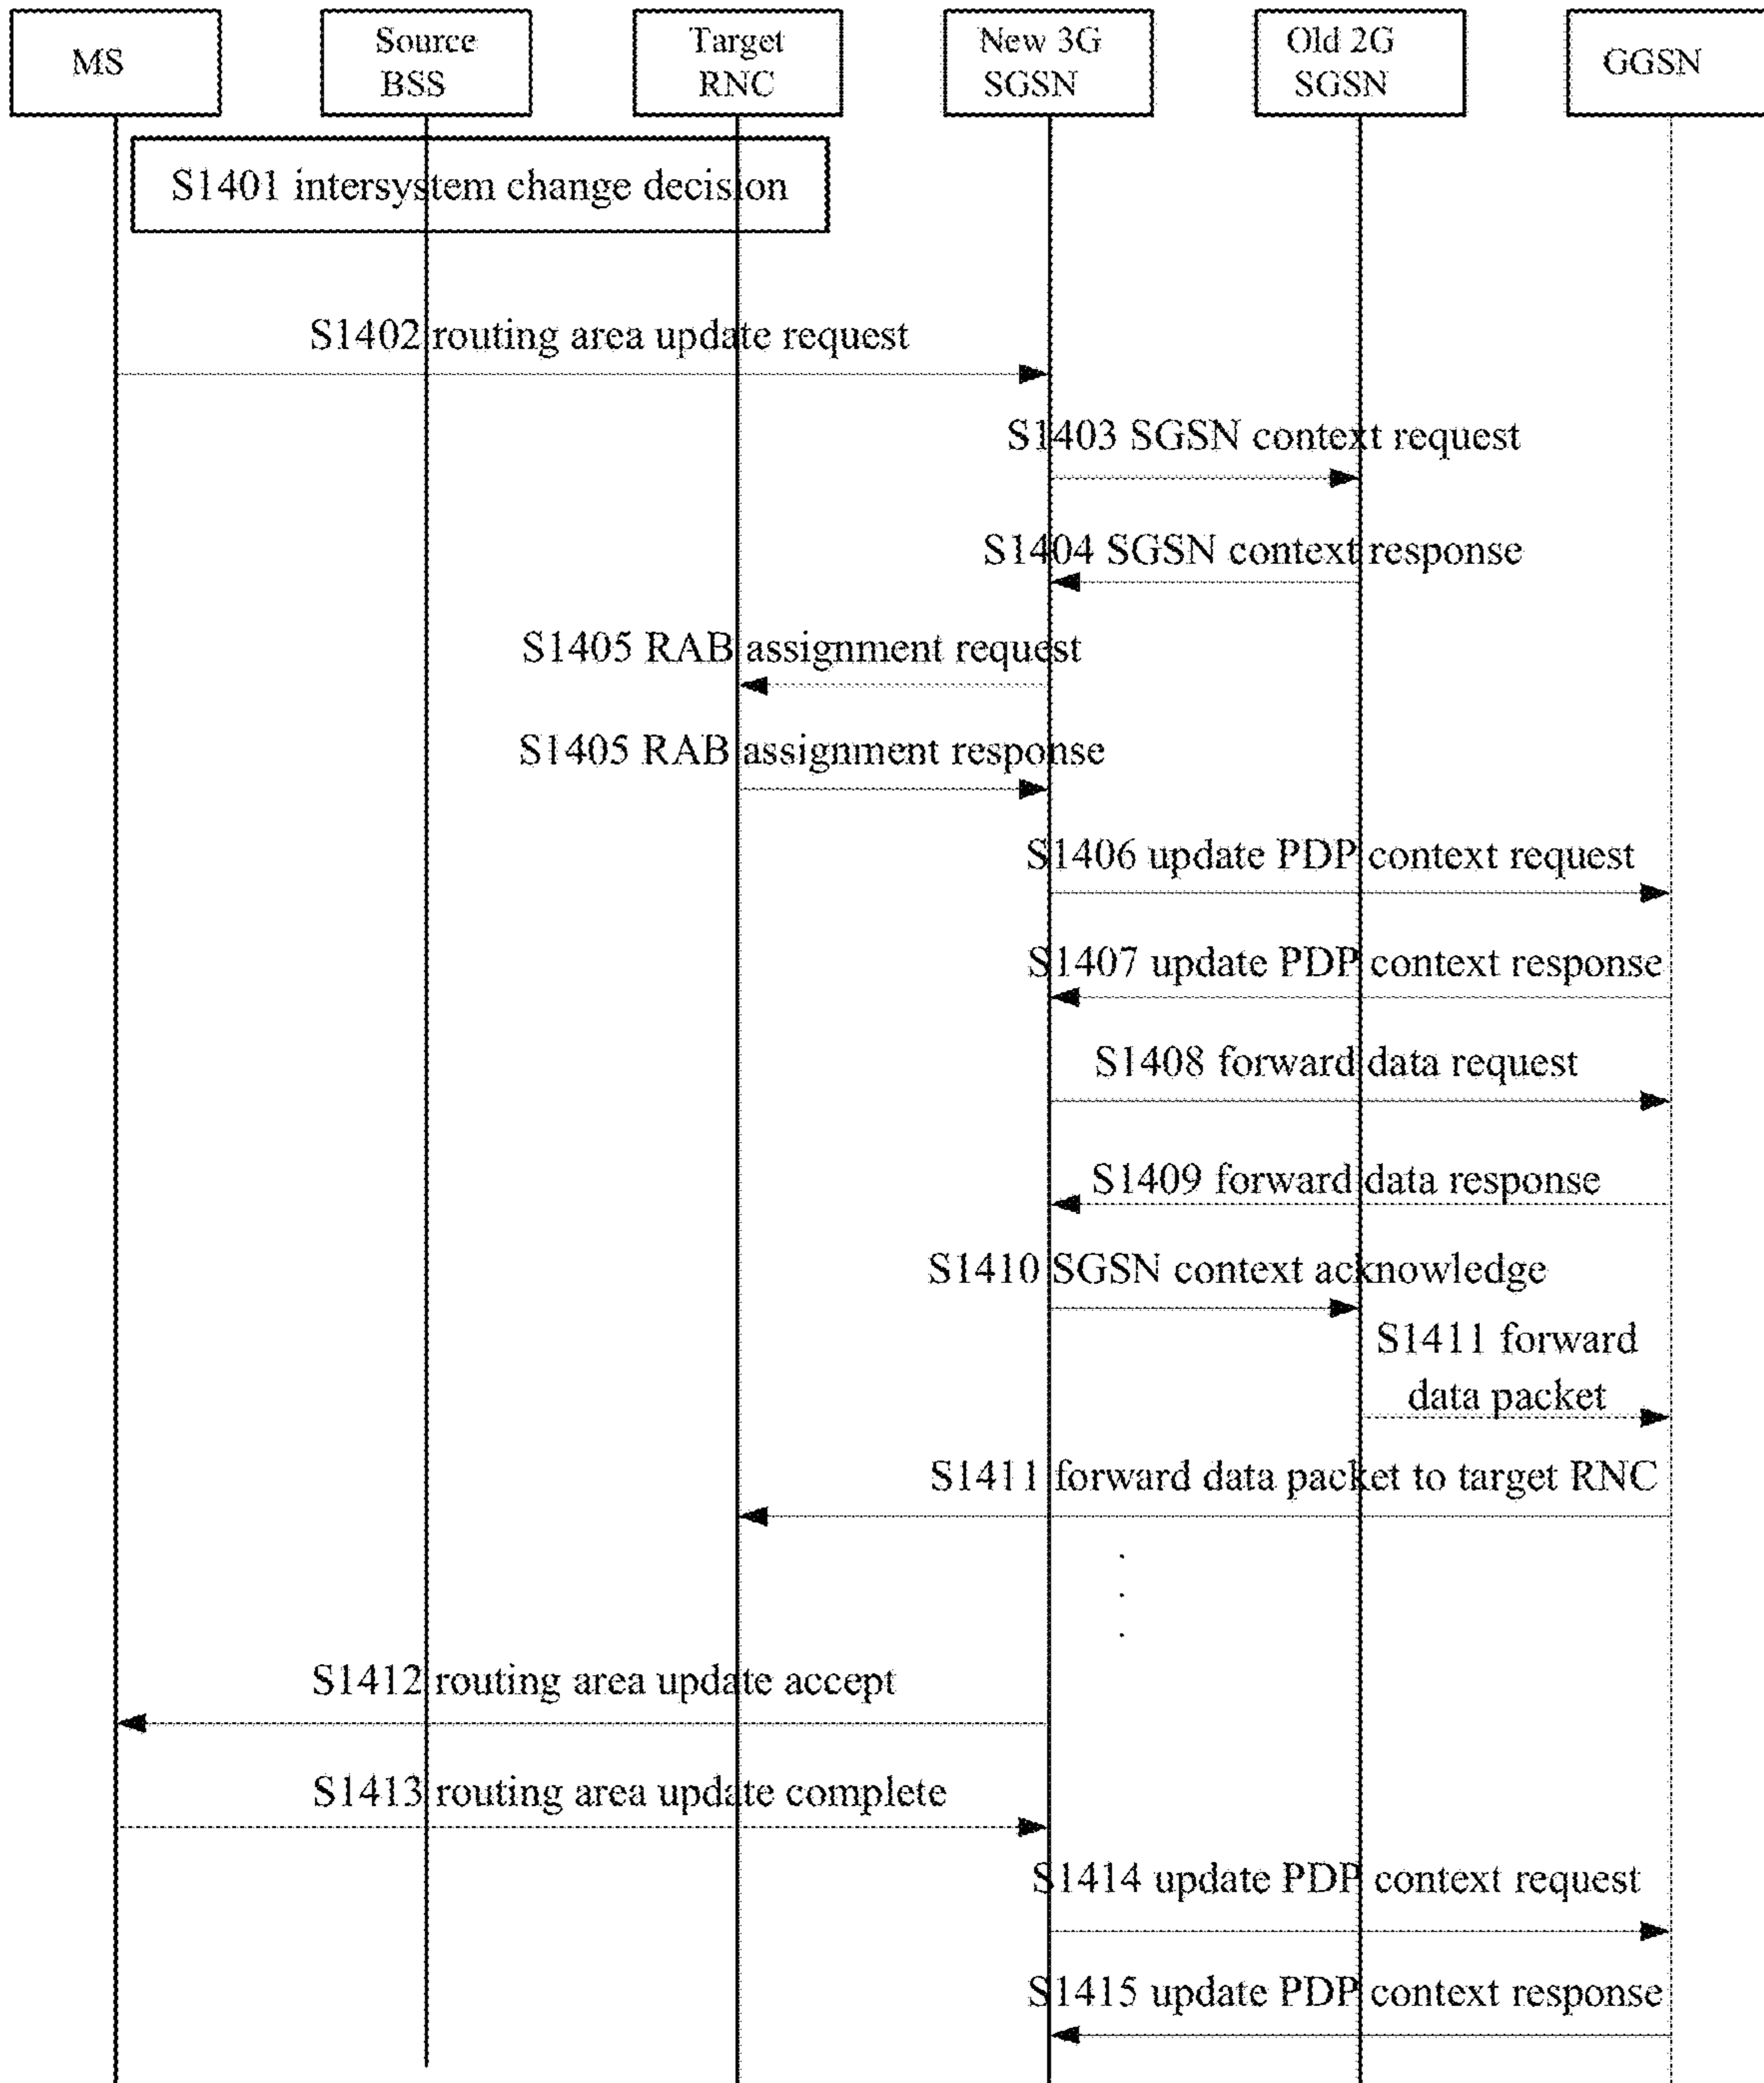 MS
Source
BSS
Target
RNC
New 3G
SGSN
Old 2G
SGSN
GGSN
S1401 intersystem change decision
S1402 routing area update request
S1403 SGSN context request
S1404 SGSN context response
S1405 RAB assignment request
S1405 RAB assignment response
S1406 update PDP context request
S1407 update PDP context response
S1408 forward data request
S1409 forward data response
S1410 SGSN context acknowledge
S1411 forward
data packet
S1411 forward data packet to target RNC
S1412 routing area update accept
S1413 routing area update complete
S1414 update PDP context request
S1415 update PDP context response